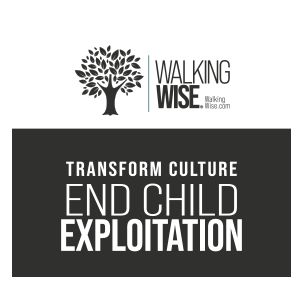 WALKING
WISE. Walking
Wise.com
TRANSFORM CULTURE
END CHILD
EXPLOITATION